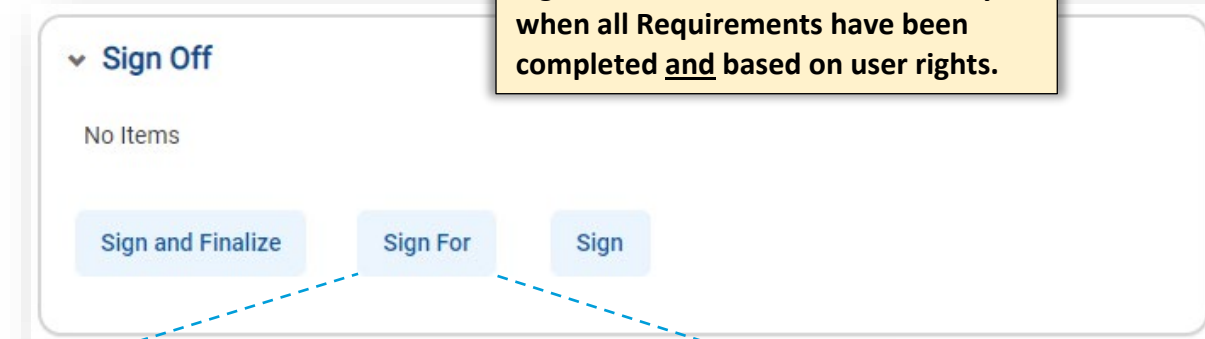 when all Requirements have been
completed and based on user rights.
Sign Off
No Items
Sign and Finalize
Sign For
Sign